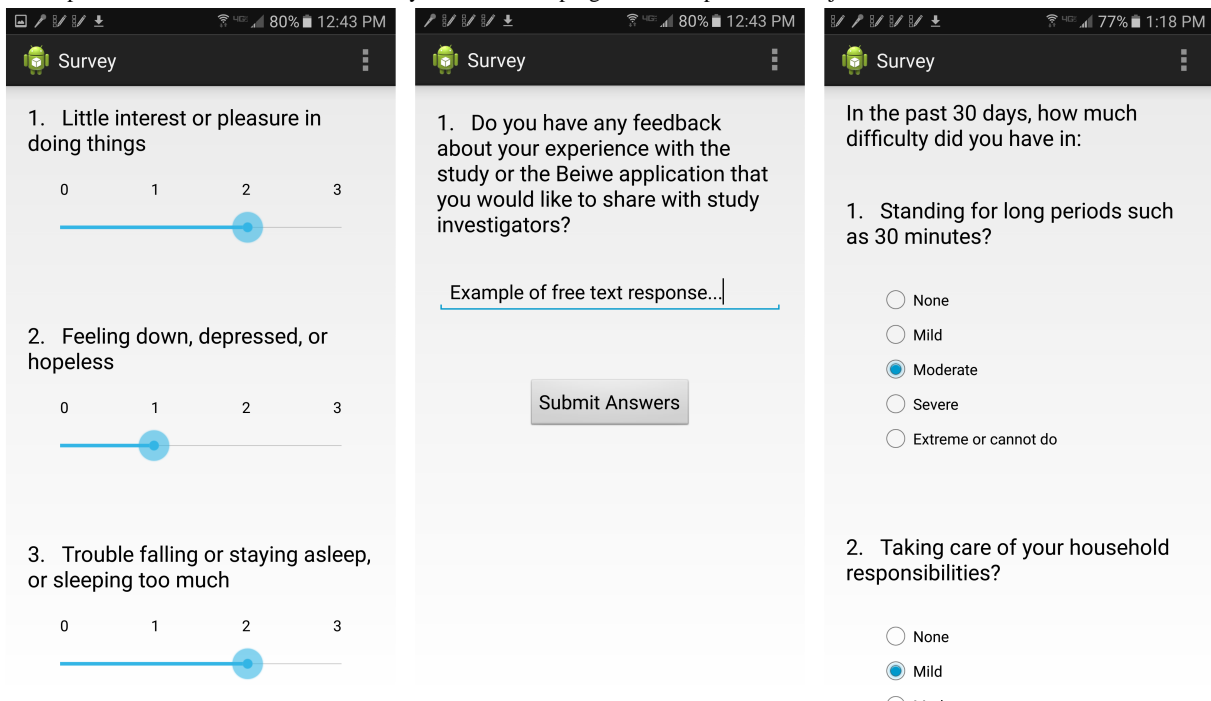 80% 12:43 PM
Survey
1. Little interest or pleasure in
doing things
0 1 2 3
2. Feeling down, depressed, or
hopeless
0 1 2 3
3. Trouble falling or staying asleep,
or sleeping too much
0 1 2 3
80% 12:43 PM
Survey
1. Do you have any feedback
about your experience with the
study or the Beiwe application that
you would like to share with study
investigators?
Example of free text response...
Submit Answers
77% 1:18 PM
Survey
In the past 30 days, how much
difficulty did you have in:
1. Standing for long periods such
as 30 minutes?
None
Mild
Moderate
Severe
Extreme or cannot do
2. Taking care of your household
responsibilities?
None
Mild